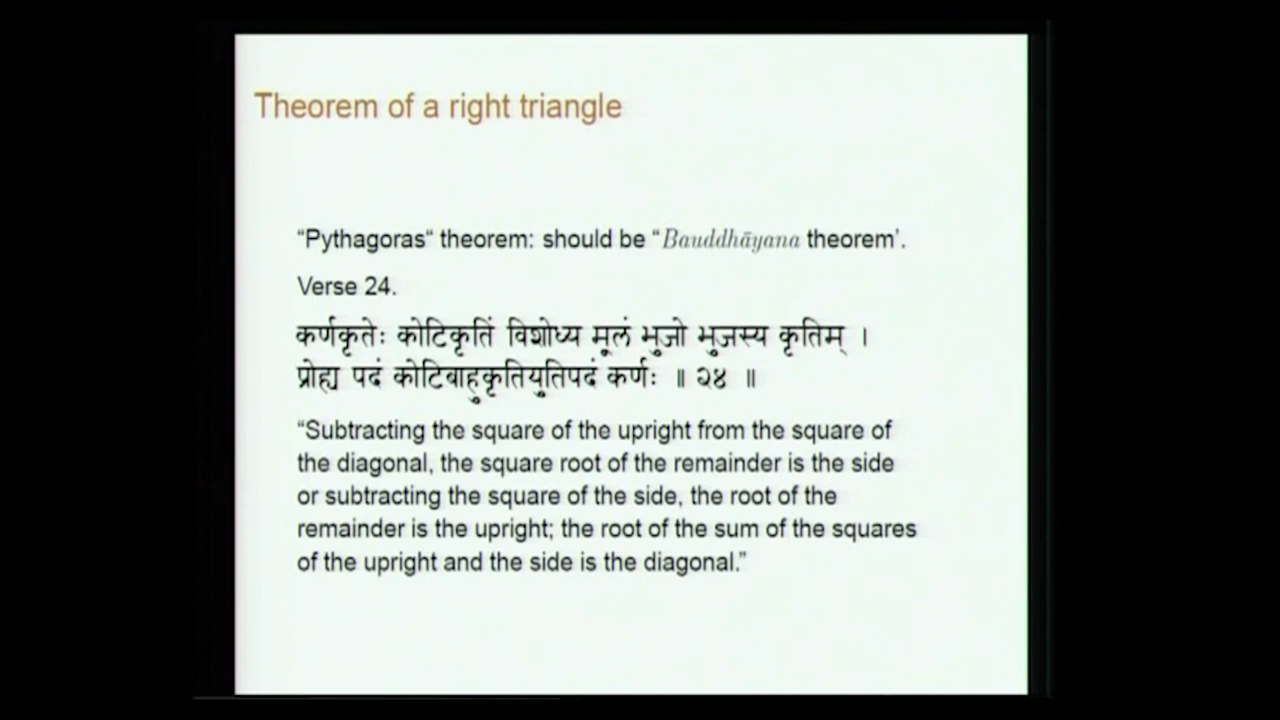 Theorem of a right triangle
“Pythagoras“ theorem: should be “Bauddhāyana theorem’.
Verse 24.
कर्णकृतेः कोटिकृतिं विशोध्य मूलं भुजो भुजस्य कृतिम् ।
प्रोह्य पदं कोटिबाहुकृतियुतिपदं कर्णः ॥ २४ ॥
“Subtracting the square of the upright from the square of
the diagonal, the square root of the remainder is the side
or subtracting the square of the side, the root of the
remainder is the upright; the root of the sum of the squares
of the upright and the side is the diagonal.”